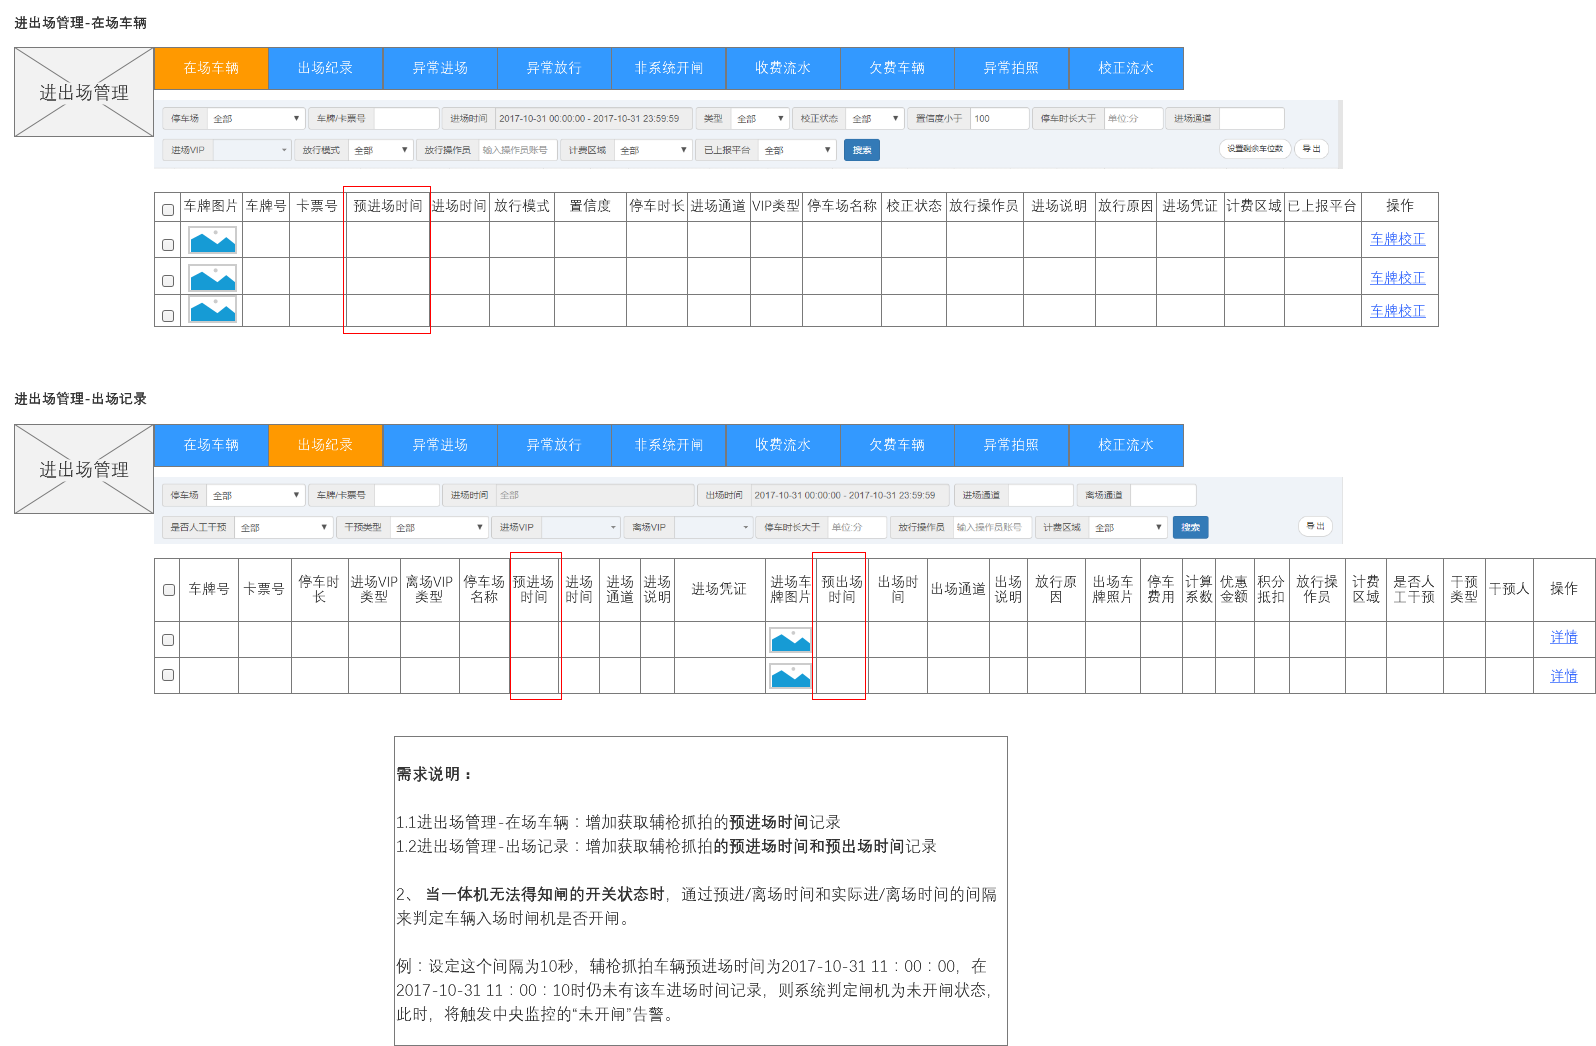 进出场管理-在场车辆
进出场管理
在场车辆 出场纪录 异常进场 异常放行 非系统开闸 收费流水 欠费车辆 异常拍照 校正流水
停车场 全部 车牌/卡票号 进场时间 2017-10-31 00:00:00 - 2017-10-31 23:59:59 类型 全部 校正状态 全部 置信度小于 100 停车时长大于 单位:分 进场通道
进场VIP 放行模式 全部 放行操作员 输入操作员账号 计费区域 全部 已上报平台 全部 搜索 设置剩余车位数 导出
车牌图片 车牌号 卡票号 预进场时间 进场时间 放行模式 置信度 停车时长 进场通道 VIP类型 停车场名称 校正状态 放行操作员 进场说明 放行原因 进场凭证 计费区域 已上报平台 操作
车牌校正
车牌校正
车牌校正
进出场管理-出场记录
进出场管理
在场车辆 出场纪录 异常进场 异常放行 非系统开闸 收费流水 欠费车辆 异常拍照 校正流水
停车场 全部 车牌/卡票号 进场时间 全部 出场时间 2017-10-31 00:00:00 - 2017-10-31 23:59:59 进场通道 离场通道
是否人工干预 全部 干预类型 全部 进场VIP 离场VIP 停车时长大于 单位:分 放行操作员 输入操作员账号 计费区域 全部 搜索 导出
车牌号 卡票号 停车时长 进场VIP类型 离场VIP类型 停车场名称 预进场时间 进场时间 进场通道 进场说明 进场凭证 进场车牌图片 预出场时间 出场时间 出场通道 出场说明 放行原因 出场车牌照片 停车费用 计算系数 优惠金额 积分抵扣 放行操作员 计费区域 是否人工干预 干预类型 干预人 操作
详情
详情
需求说明：
1.1进出场管理-在场车辆：增加获取辅枪抓拍的预进场时间记录
1.2进出场管理-出场记录：增加获取辅枪抓拍的预进场时间和预出场时间记录
2、 当一体机无法得知闸的开关状态时，通过预进/离场时间和实际进/离场时间的间隔
来判定车辆入场时闸机是否开闸。
例：设定这个间隔为10秒，辅枪抓拍车辆预进场时间为2017-10-31 11：00：00，在
2017-10-31 11：00：10时仍未有该车进场时间记录，则系统判定闸机为未开闸状态，
此时，将触发中央监控的“未开闸”告警。